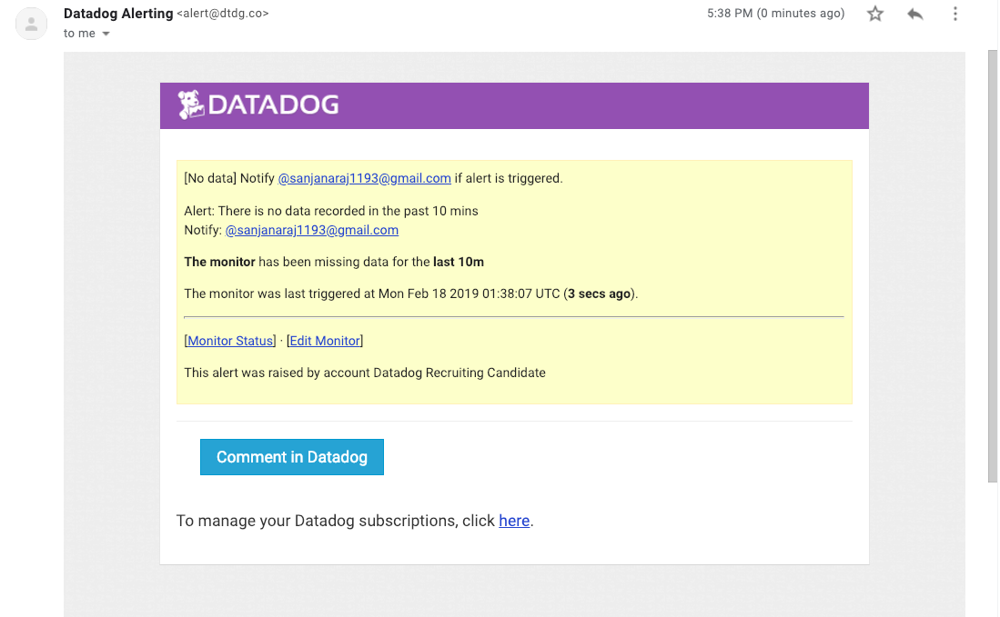 Datadog Alerting <alert@dtdg.co>
5:38 PM (0 minutes ago)
to me
DATADOG
[No data] Notify @sanjanaraj1193@gmail.com if alert is triggered.
Alert: There is no data recorded in the past 10 mins
Notify: @sanjanaraj1193@gmail.com
The monitor has been missing data for the last 10m
The monitor was last triggered at Mon Feb 18 2019 01:38:07 UTC (3 secs ago).
[Monitor Status] · [Edit Monitor]
This alert was raised by account Datadog Recruiting Candidate
Comment in Datadog
To manage your Datadog subscriptions, click here.